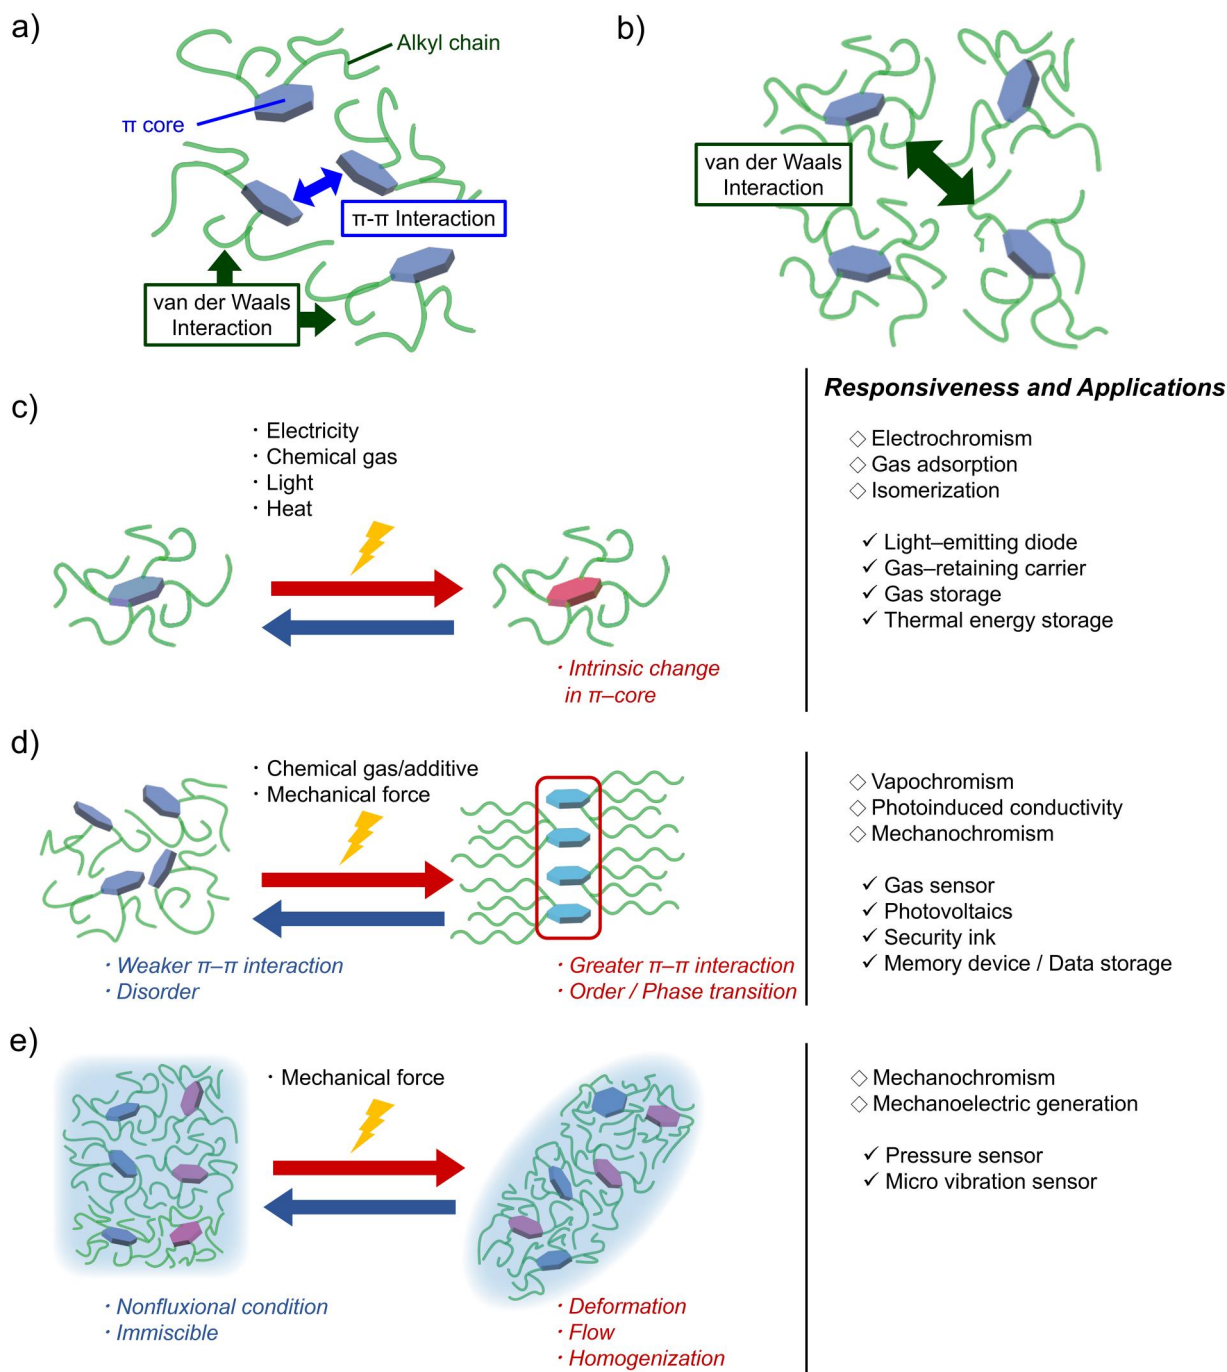 a)
Alkyl chain
π core
π-π Interaction
van der Waals
Interaction
b)
van der Waals
Interaction
Responsiveness and Applications
c)
· Electricity
· Chemical gas
· Light
· Heat
· Intrinsic change
in π–core
◇ Electrochromism
◇ Gas adsorption
◇ Isomerization
✓ Light–emitting diode
✓ Gas–retaining carrier
✓ Gas storage
✓ Thermal energy storage
d)
· Chemical gas/additive
· Mechanical force
· Weaker π–π interaction
· Disorder
· Greater π–π interaction
· Order / Phase transition
◇ Vapochromism
◇ Photoinduced conductivity
◇ Mechanochromism
✓ Gas sensor
✓ Photovoltaics
✓ Security ink
✓ Memory device / Data storage
e)
· Mechanical force
· Nonfluxional condition
· Immiscible
· Deformation
· Flow
· Homogenization
◇ Mechanochromism
◇ Mechanoelectric generation
✓ Pressure sensor
✓ Micro vibration sensor